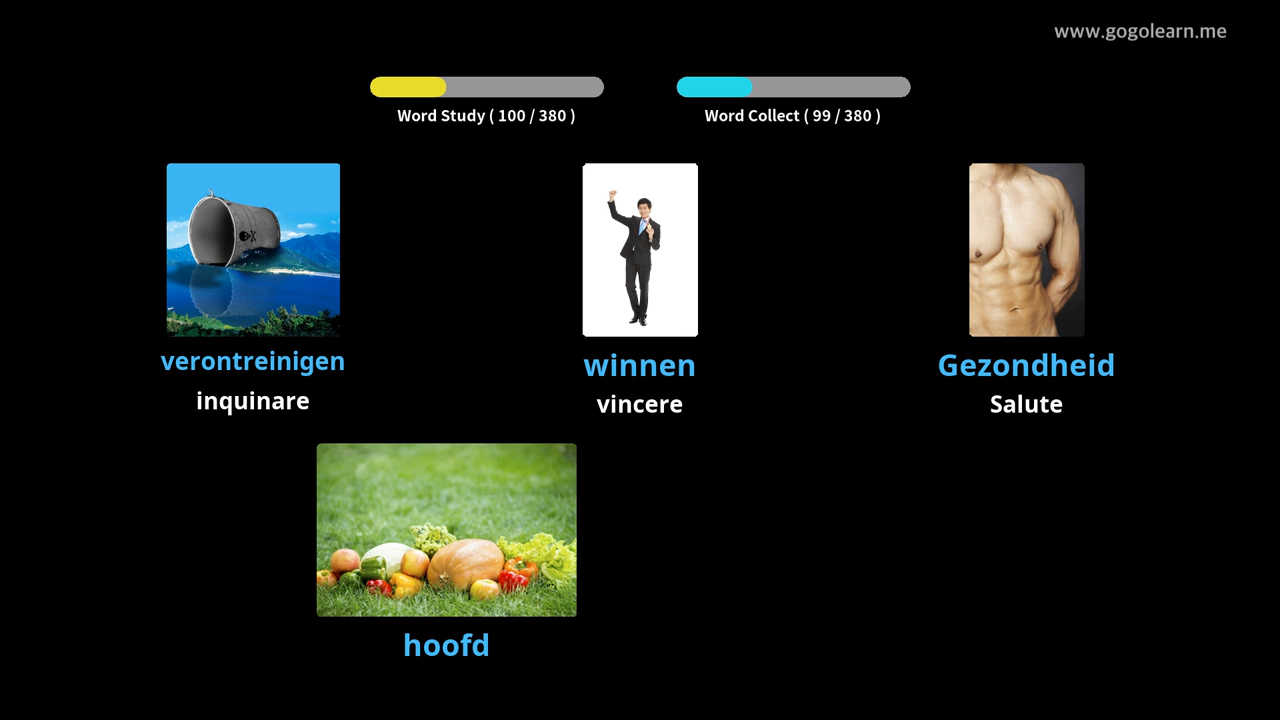 www.gogolearn.me
Word Study ( 100 / 380 )
Word Collect ( 99 / 380 )
verontreinigen
inquinare
winnen
vincere
Gezondheid
Salute
hoofd